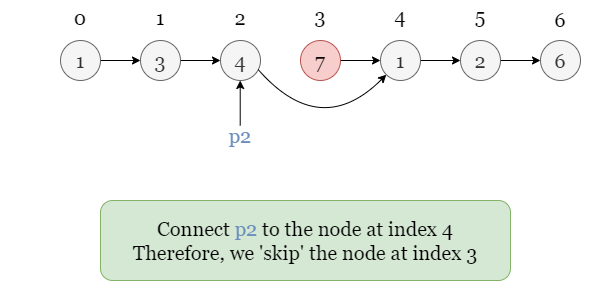 0 1 2 3 4 5 6
1 3 4 7 1 2 6
p2
Connect p2 to the node at index 4
Therefore, we 'skip' the node at index 3